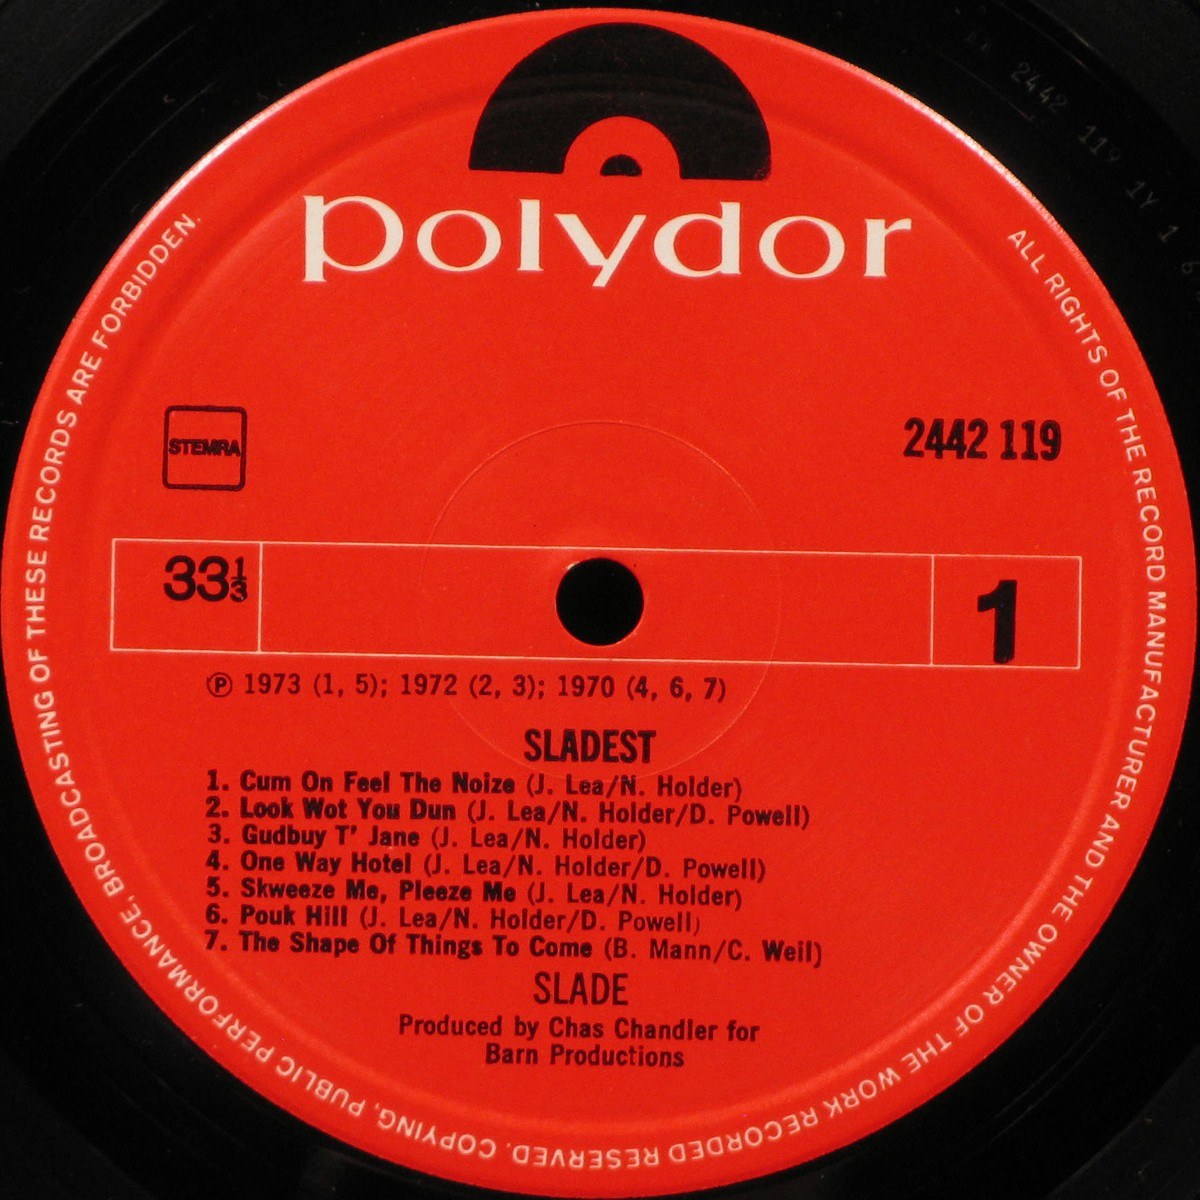 polydor
STEMRA
2442 119
33⅓
1
℗ 1973 (1, 5); 1972 (2, 3); 1970 (4, 6, 7)
SLADEST
1. Cum On Feel The Noize (J. Lea/N. Holder)
2. Look Wot You Dun (J. Lea/N. Holder/D. Powell)
3. Gudbuy T' Jane (J. Lea/N. Holder)
4. One Way Hotel (J. Lea/N. Holder/D. Powell)
5. Skweeze Me, Pleeze Me (J. Lea/N. Holder)
6. Pouk Hill (J. Lea/N. Holder/D. Powell)
7. The Shape Of Things To Come (B. Mann/C. Weil)
SLADE
Produced by Chas Chandler for
Barn Productions
ALL RIGHTS OF THE RECORD MANUFACTURER AND THE OWNER OF THE WORK RECORDED RESERVED. COPYING, PUBLIC PERFORMANCE, BROADCASTING OF THESE RECORDS ARE FORBIDDEN.
2442 119 1Y 1